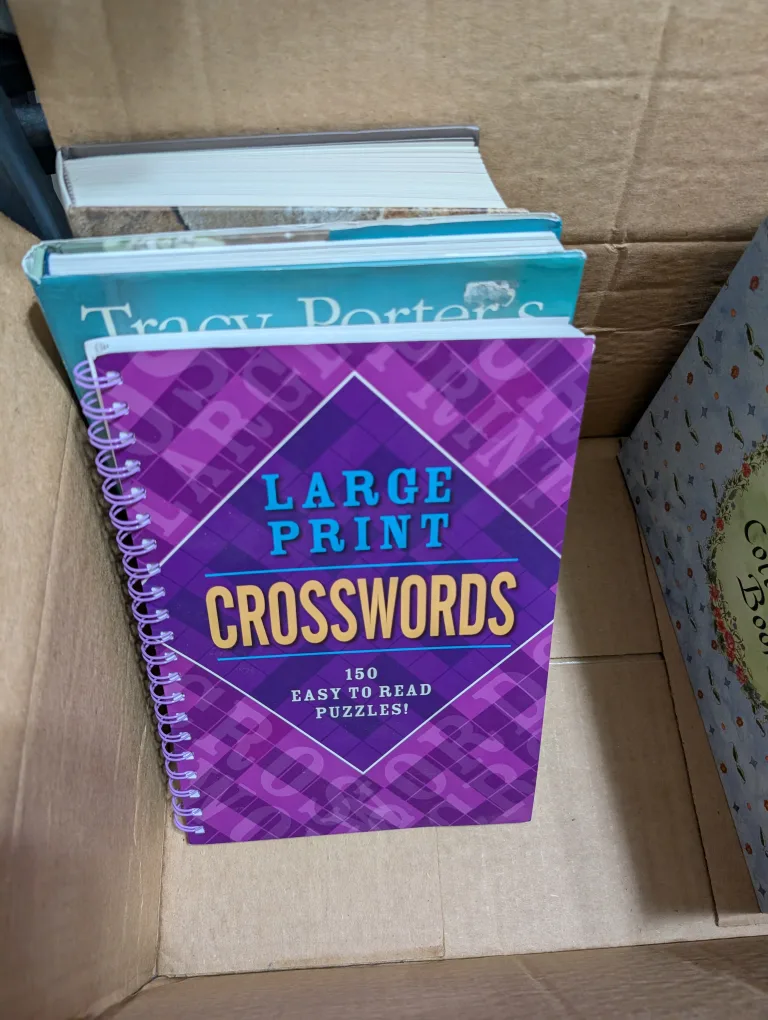 Tracy Porter's
LARGE
PRINT
CROSSWORDS
150
EASY TO READ
PUZZLES!